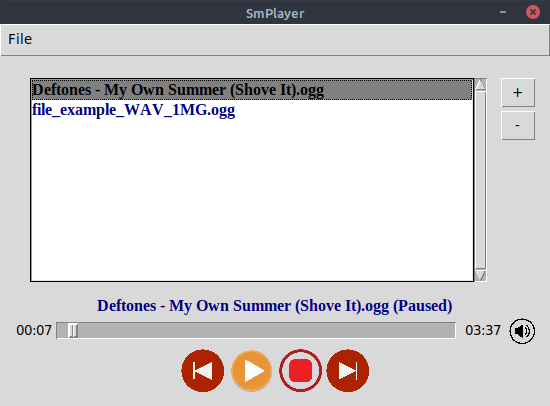 SmPlayer
File
Deftones - My Own Summer (Shove It).ogg
file_example_WAV_1MG.ogg
+
-
Deftones - My Own Summer (Shove It).ogg (Paused)
00:07 03:37